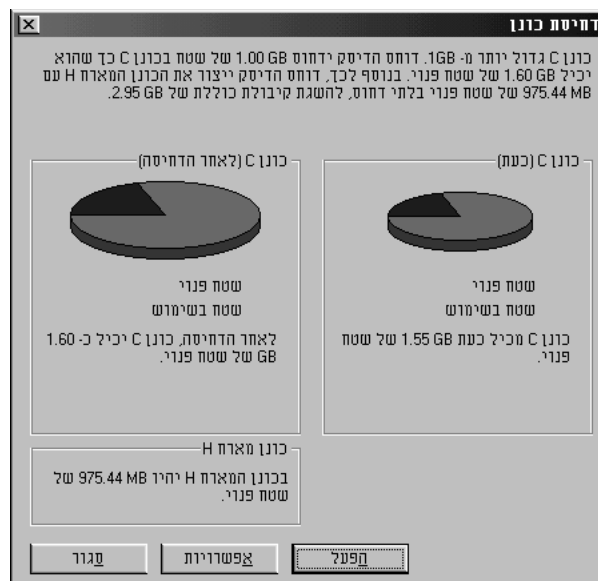 דחיסת כונן
כונן C גדול יותר מ- 1GB. דוחס הדיסק ידחוס 1.00 GB של שטח בכונן C כך שהוא
יכיל 1.60 GB של שטח פנוי. בנוסף לכך, דוחס הדיסק ייצור את הכונן המארח H עם
975.44 MB של שטח פנוי בלתי דחוס, להשגת קיבולת כוללת של 2.95 GB.
כונן C (כעת)
שטח פנוי
שטח בשימוש
כונן C מכיל כעת 1.55 GB של שטח
פנוי.
כונן C (לאחר הדחיסה)
שטח פנוי
שטח בשימוש
לאחר הדחיסה, כונן C יכיל כ- 1.60
GB של שטח פנוי.
כונן מארח H
בכונן המארח H יהיו 975.44 MB של
שטח פנוי.
הפעל
אפשרויות
סגור